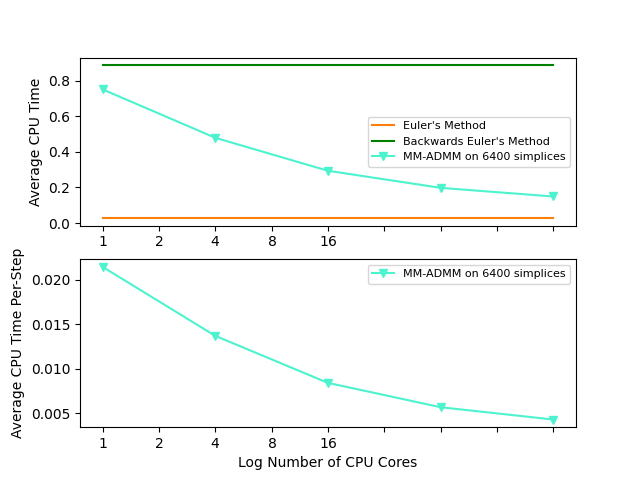 Average CPU Time
0.8
0.6
0.4
0.2
0.0
Euler's Method
Backwards Euler's Method
MM-ADMM on 6400 simplices
1 2 4 8 16
Average CPU Time Per-Step
0.020
0.015
0.010
0.005
MM-ADMM on 6400 simplices
1 2 4 8 16
Log Number of CPU Cores